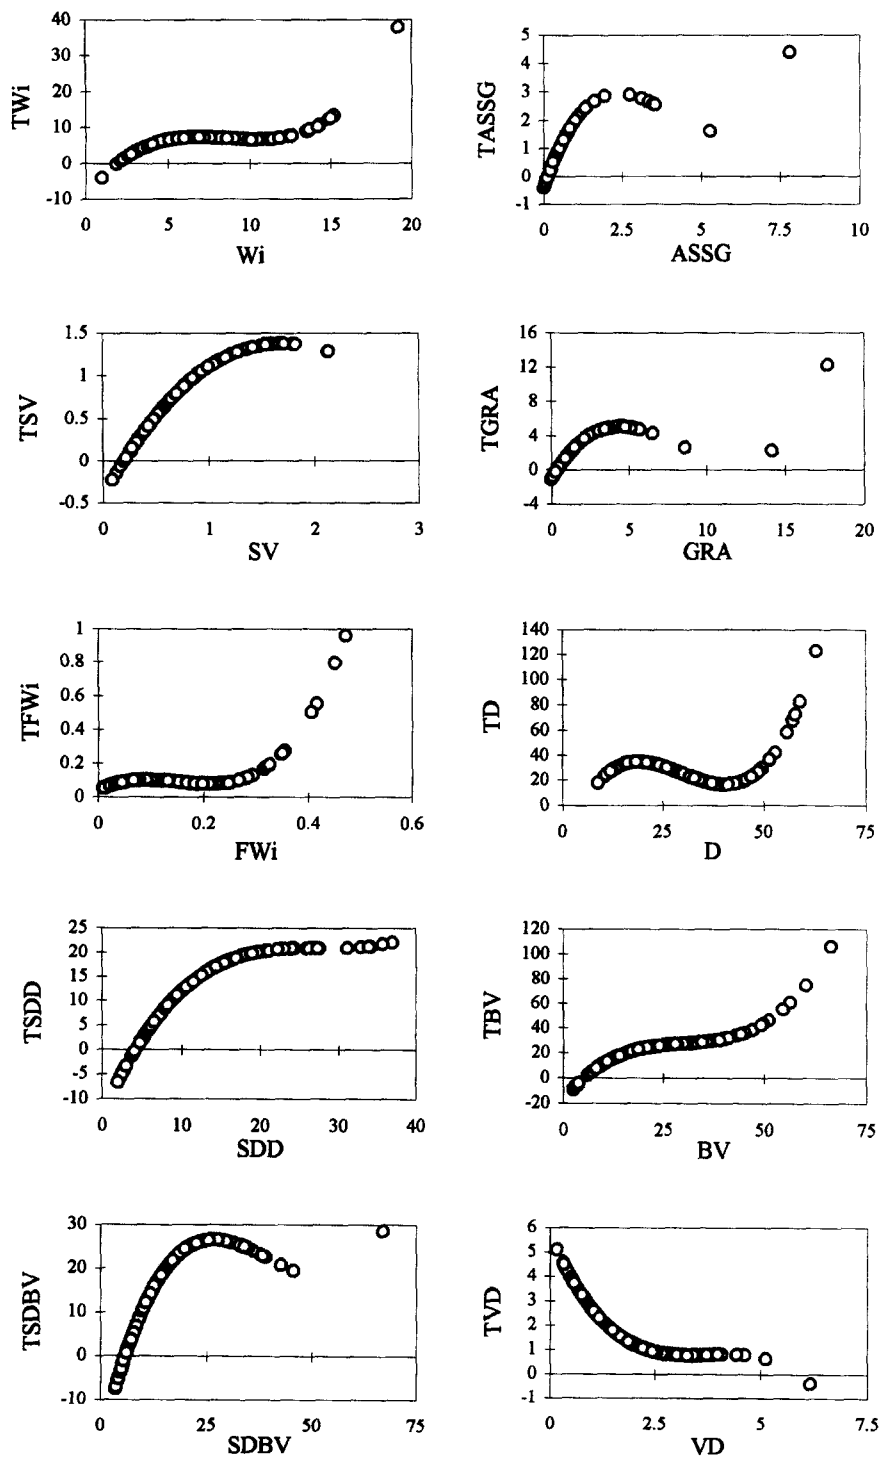 40
30
20
10
0
-10
TWi
0 5 10 15 20
Wi
5
4
3
2
1
0
-1
TASSG
0 2.5 5 7.5 10
ASSG
1.5
1
0.5
0
-0.5
TSV
0 1 2 3
SV
16
12
8
4
0
-4
TGRA
0 5 10 15 20
GRA
1
0.8
0.6
0.4
0.2
0
TFWi
0 0.2 0.4 0.6
FWi
140
120
100
80
60
40
20
0
TD
0 25 50 75
D
25
20
15
10
5
0
-5
-10
TSDD
0 10 20 30 40
SDD
120
100
80
60
40
20
0
-20
TBV
0 25 50 75
BV
30
20
10
0
-10
TSDBV
0 25 50 75
SDBV
6
5
4
3
2
1
0
-1
TVD
0 2.5 5 7.5
VD